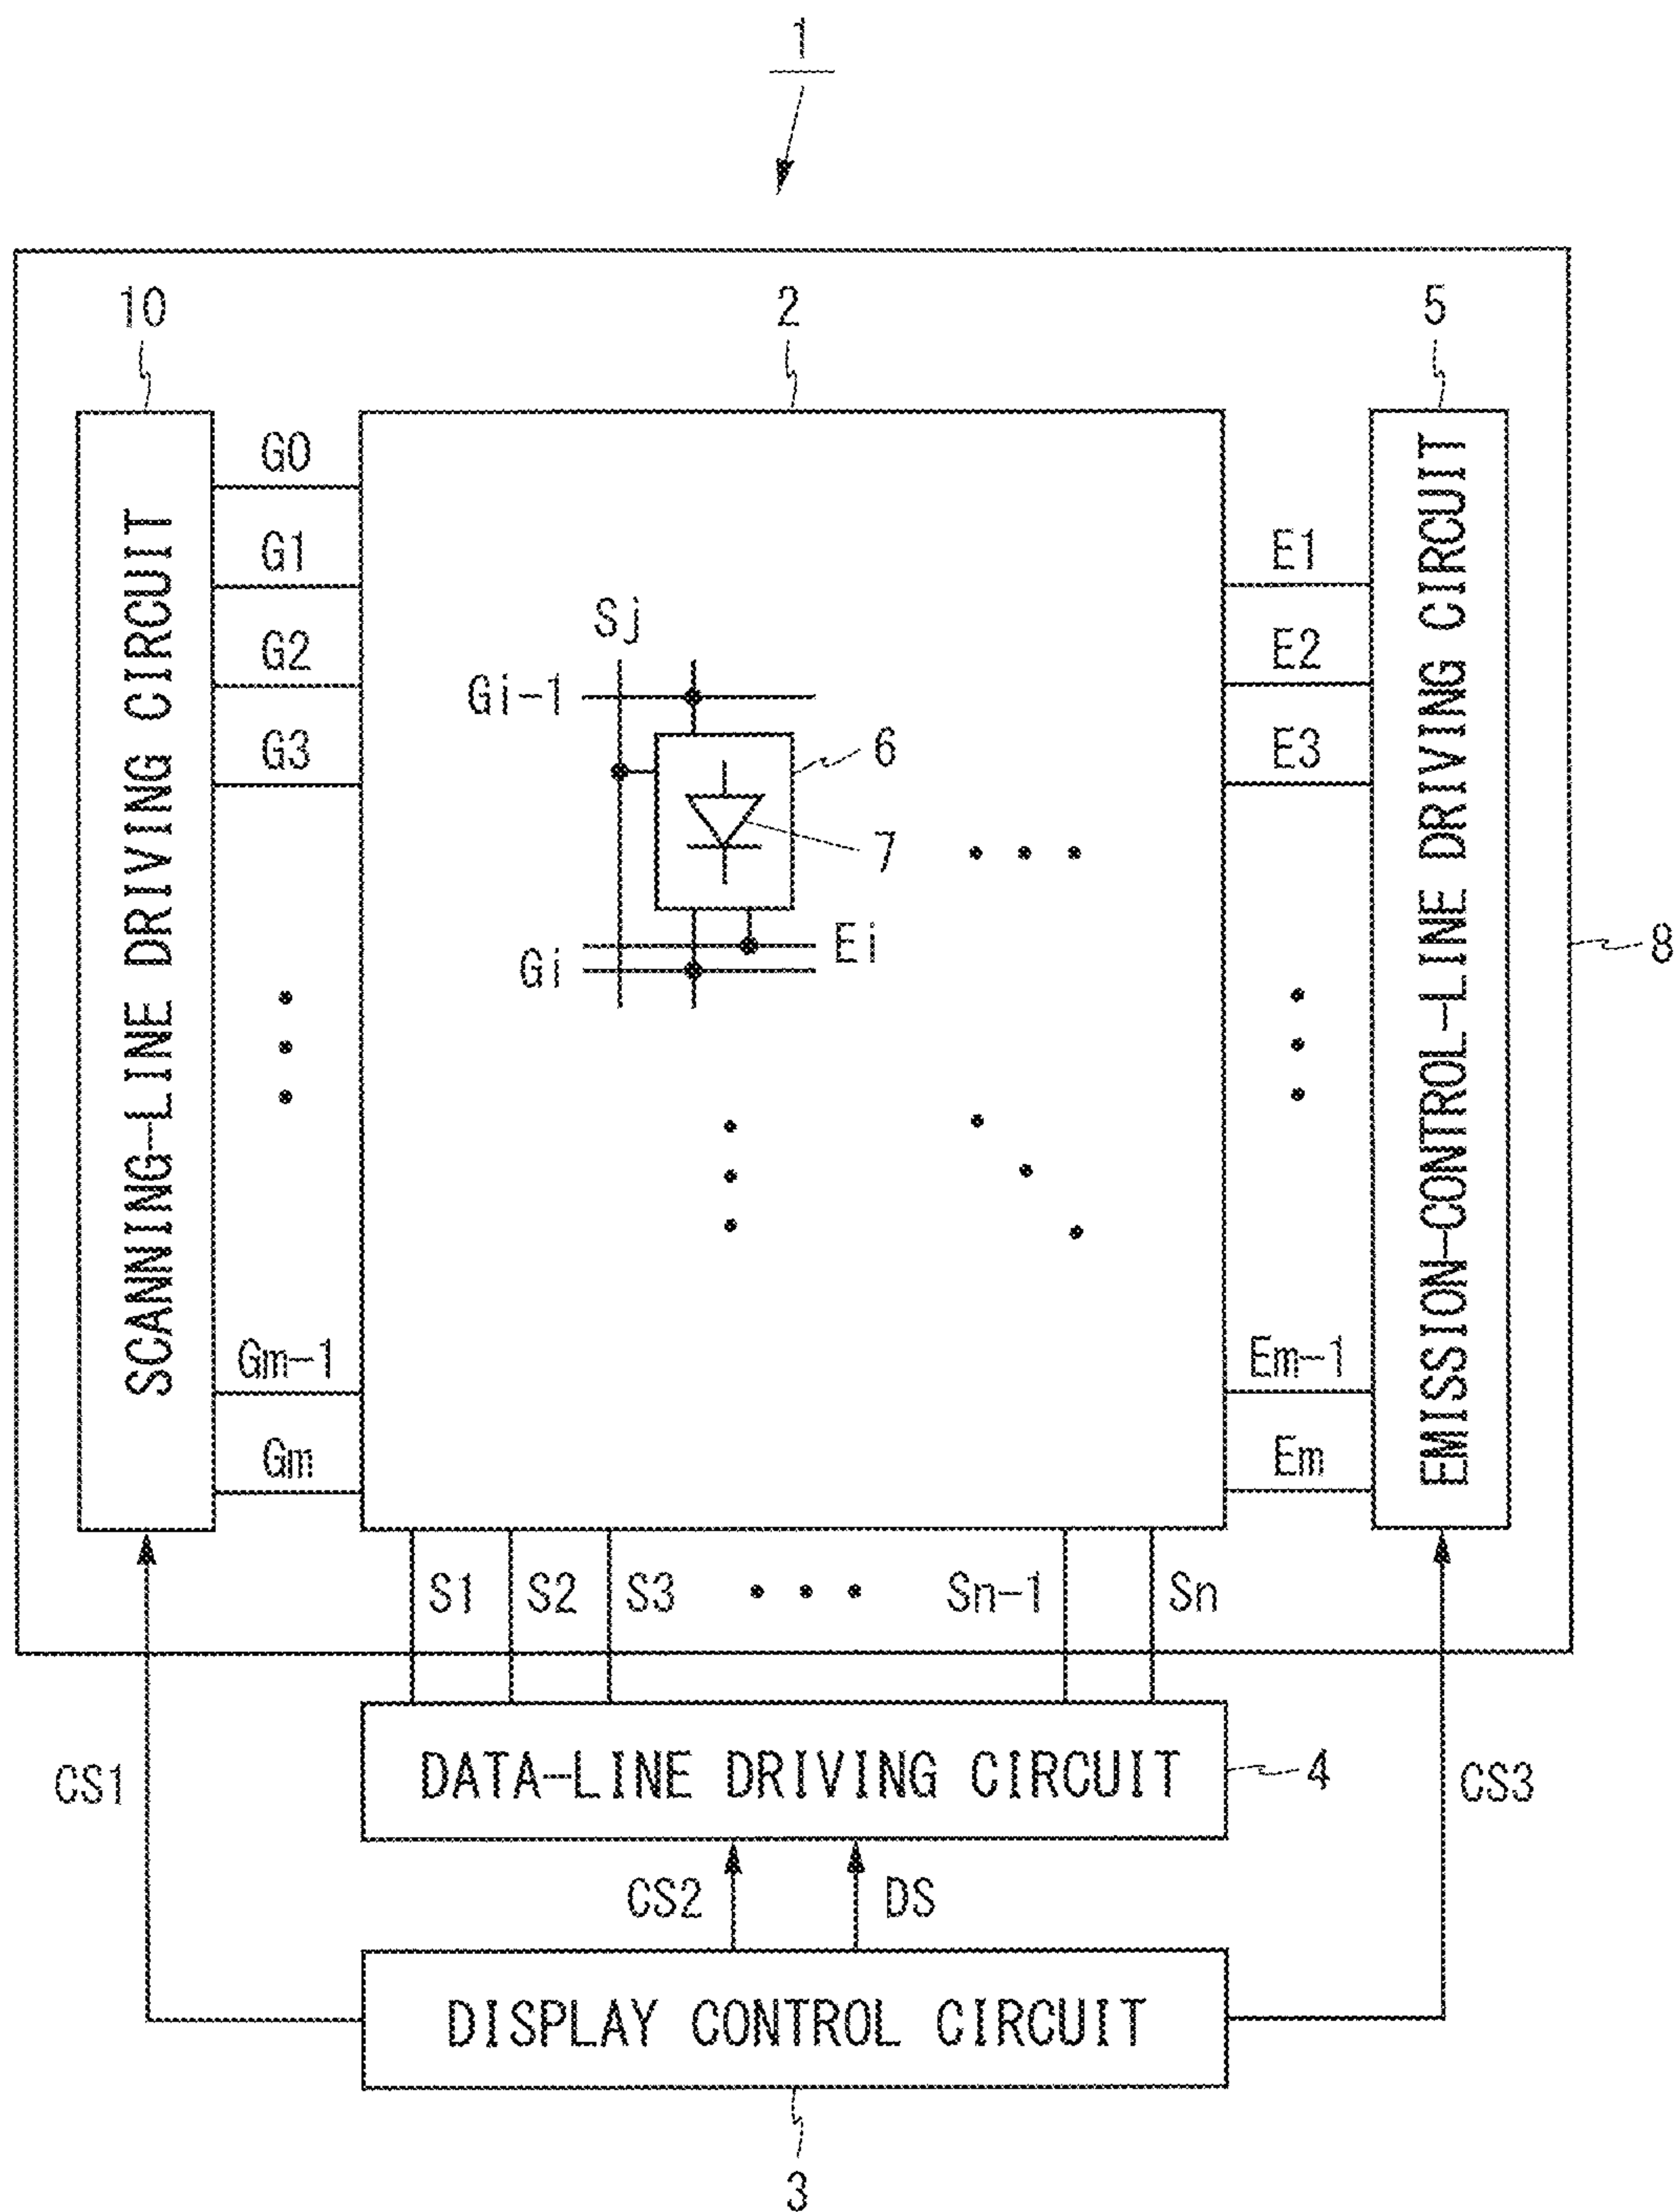 1
10
2
5
SCANNING-LINE DRIVING CIRCUIT
G0
G1
G2
G3
Gm-1
Gm
Sj
Gi-1
6
7
Ei
Gi
E1
E2
E3
Em-1
Em
EMISSION-CONTROL-LINE DRIVING CIRCUIT
8
S1 S2 S3 Sn-1 Sn
CS1
DATA-LINE DRIVING CIRCUIT
4
CS3
CS2
DS
DISPLAY CONTROL CIRCUIT
3